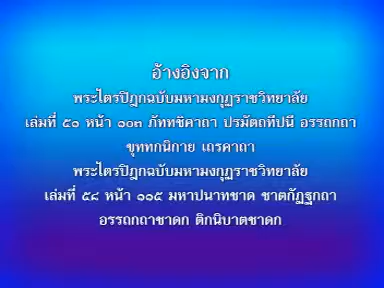 อ้างอิงจาก
พระไตรปิฎกฉบับมหามงกุฏราชวิทยาลัย
เล่มที่ ๕๑ หน้า ๑๐๓ ภัททชิคาถา ปรมัตถทีปนี อรรถกถา
ขุททกนิกาย เถรคาถา
พระไตรปิฎกฉบับมหามงกุฏราชวิทยาลัย
เล่มที่ ๕๘ หน้า ๑๑๕ มหาปนาทชาด ชาตกัฏฐกถา
อรรถกถาชาดก ติกนิบาตชาดก